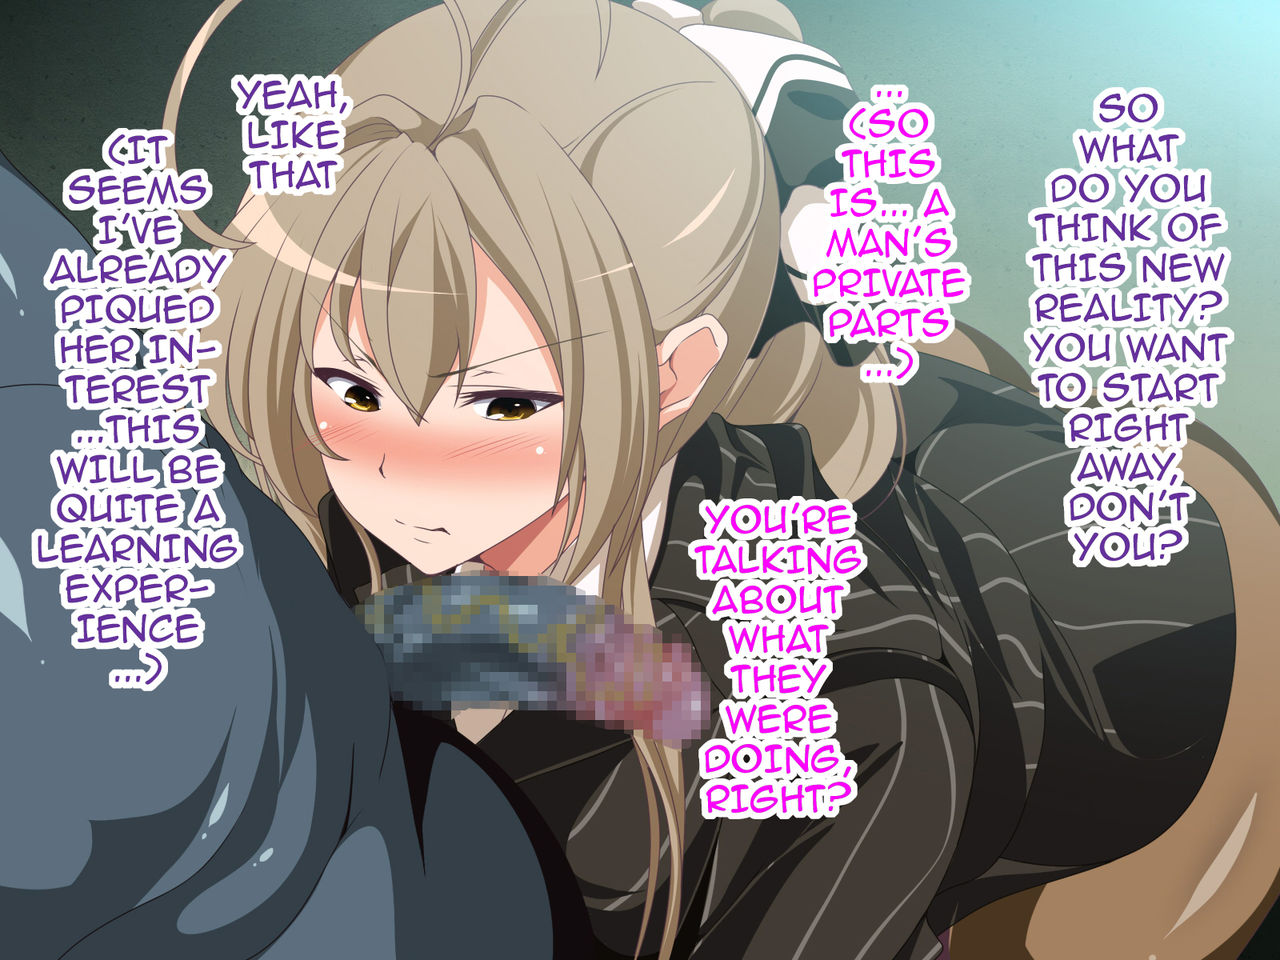 SO
WHAT
DO YOU
THINK OF
THIS NEW
REALITY?
YOU WANT
TO START
RIGHT
AWAY,
DON'T
YOU?
...
(SO
THIS
IS... A
MAN'S
PRIVATE
PARTS
...)
YOU'RE
TALKING
ABOUT
WHAT
THEY
WERE
DOING,
RIGHT?
YEAH,
LIKE
THAT
(IT
SEEMS
I'VE
ALREADY
PIQUED
HER IN-
TEREST
...THIS
WILL BE
QUITE A
LEARNING
EXPER-
IENCE
...)